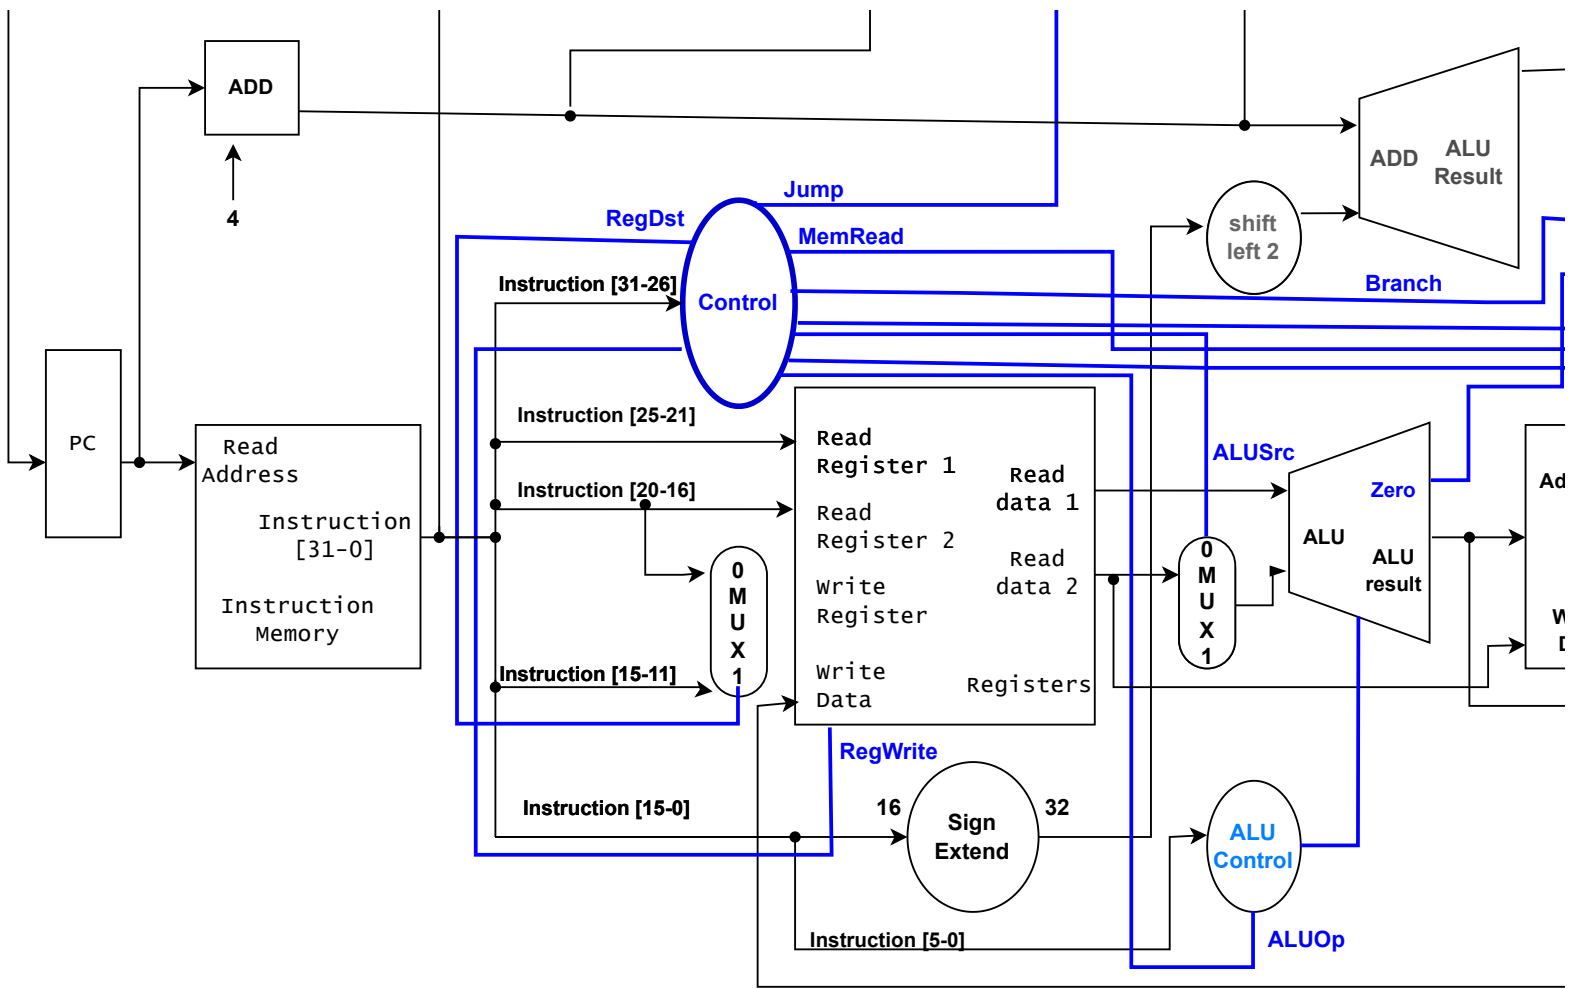 ADD
4
Jump
RegDst
MemRead
Instruction [31-26]
Control
Branch
shift
left 2
ADD
ALU
Result
PC
Read
Address
Instruction
[31-0]
Instruction
Memory
Instruction [25-21]
Instruction [20-16]
0
M
U
X
1
Instruction [15-11]
Read
Register 1
Read
Register 2
Write
Register
Write
Data
Read
data 1
Read
data 2
Registers
RegWrite
ALUSrc
0
M
U
X
1
Zero
ALU
ALU
result
Ad
W
D
Instruction [15-0]
16
Sign
Extend
32
ALU
Control
Instruction [5-0]
ALUOp